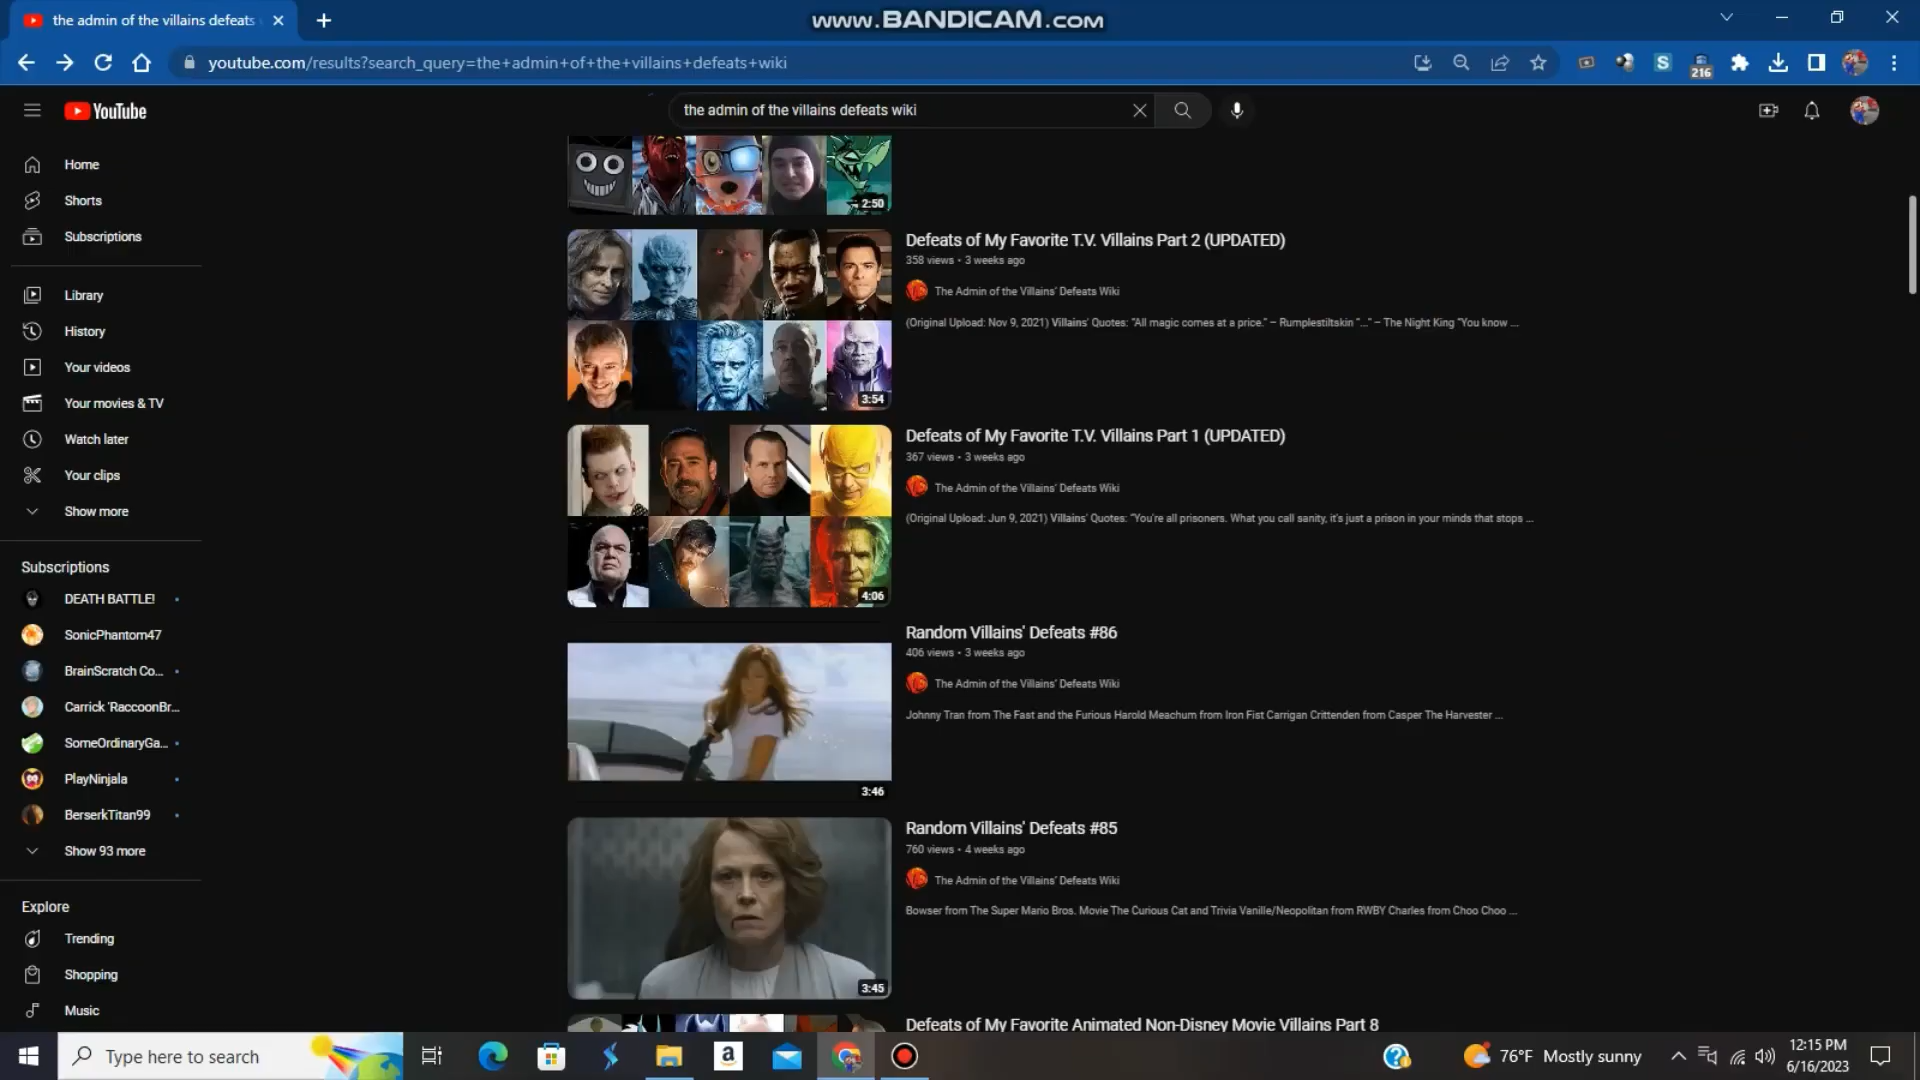 the admin of the villains defeats
www.BANDICAM.com
youtube.com/results?search_query=the+admin+of+the+villains+defeats+wiki
S
216
YouTube
the admin of the villains defeats wiki
Home
Shorts
Subscriptions
Library
History
Your videos
Your movies & TV
Watch later
Your clips
Show more
Subscriptions
DEATH BATTLE!
SonicPhantom47
BrainScratch Co...
Carrick 'RaccoonBr...
SomeOrdinaryGa...
PlayNinjala
BerserkTitan99
Show 93 more
Explore
Trending
Shopping
Music
2:50
Defeats of My Favorite T.V. Villains Part 2 (UPDATED)
358 views • 3 weeks ago
The Admin of the Villains' Defeats Wiki
(Original Upload: Nov 9, 2021) Villains' Quotes: "All magic comes at a price." – Rumplestiltskin "..." – The Night King "You know ...
3:54
Defeats of My Favorite T.V. Villains Part 1 (UPDATED)
367 views • 3 weeks ago
The Admin of the Villains' Defeats Wiki
(Original Upload: Jun 9, 2021) Villains' Quotes: "You're all prisoners. What you call sanity, it's just a prison in your minds that stops ...
4:06
Random Villains' Defeats #86
406 views • 3 weeks ago
The Admin of the Villains' Defeats Wiki
Johnny Tran from The Fast and the Furious Harold Meachum from Iron Fist Carrigan Crittenden from Casper The Harvester ...
3:46
Random Villains' Defeats #85
760 views • 4 weeks ago
The Admin of the Villains' Defeats Wiki
Bowser from The Super Mario Bros. Movie The Curious Cat and Trivia Vanille/Neopolitan from RWBY Charles from Choo Choo ...
3:45
Defeats of My Favorite Animated Non-Disney Movie Villains Part 8
Type here to search
a
76°F Mostly sunny
12:15 PM
6/16/2023